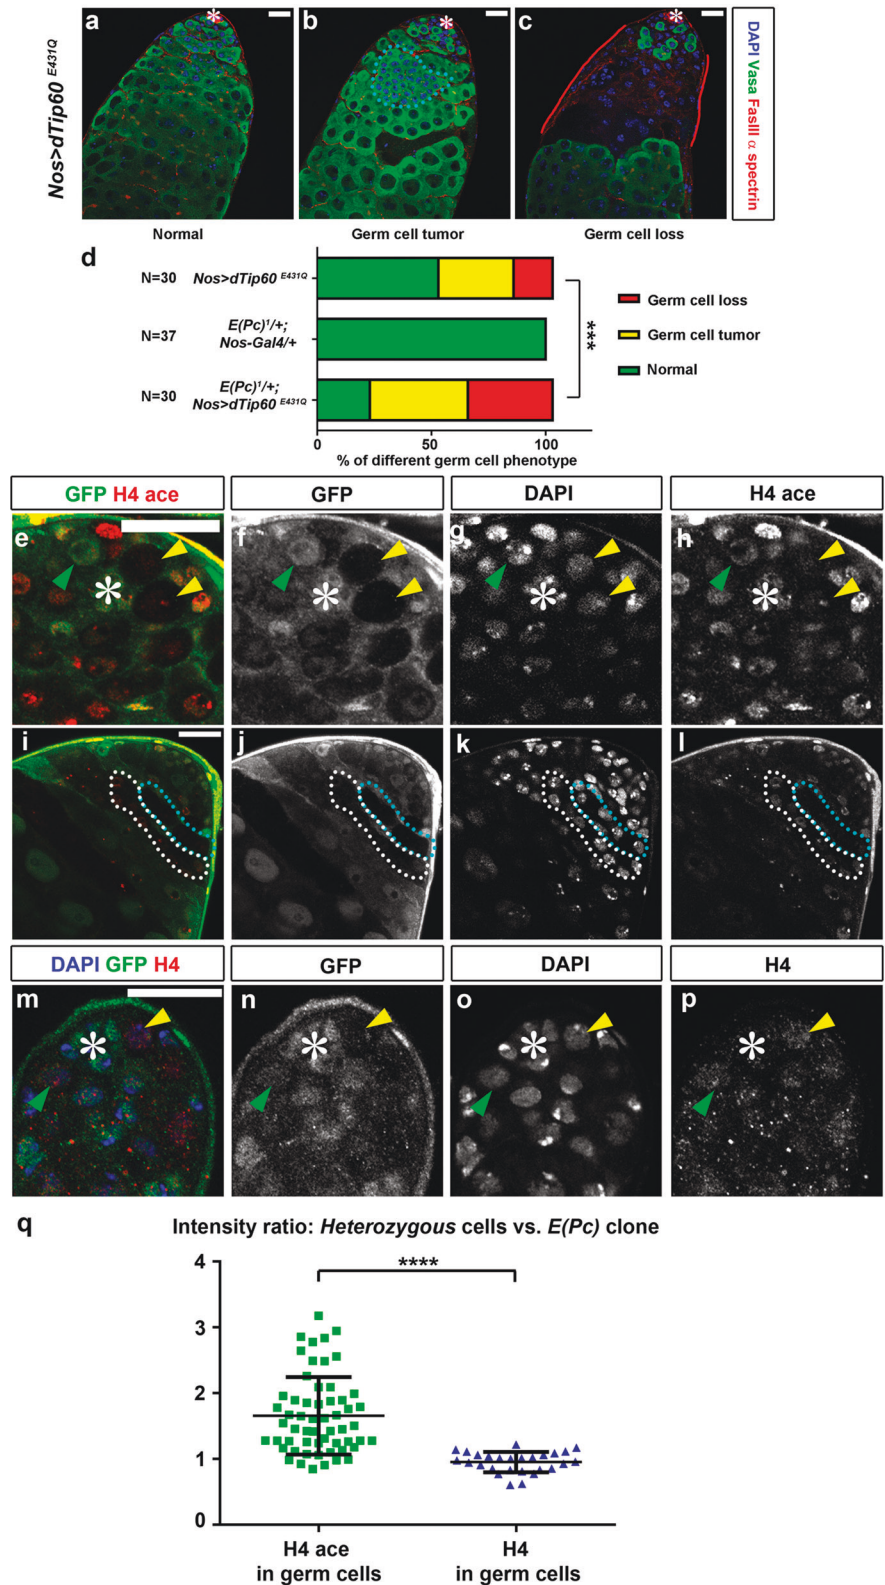 Nos>dTip60 E431Q
a
*
b
*
c
*
DAPI Vasa FasIII α spectrin
Normal
Germ cell tumor
Germ cell loss
d
N=30 Nos>dTip60 E431Q
N=37 E(Pc)1/+;
Nos-Gal4/+
N=30 E(Pc)1/+;
Nos>dTip60 E431Q
****
Germ cell loss
Germ cell tumor
Normal
0 50 100
% of different germ cell phenotype
GFP H4 ace
GFP
DAPI
H4 ace
e
*
f
*
g
*
h
*
i
j
k
l
DAPI GFP H4
GFP
DAPI
H4
m
*
n
*
o
*
p
*
q
Intensity ratio: Heterozygous cells vs. E(Pc) clone
****
4
3
2
1
0
H4 ace
in germ cells
H4
in germ cells